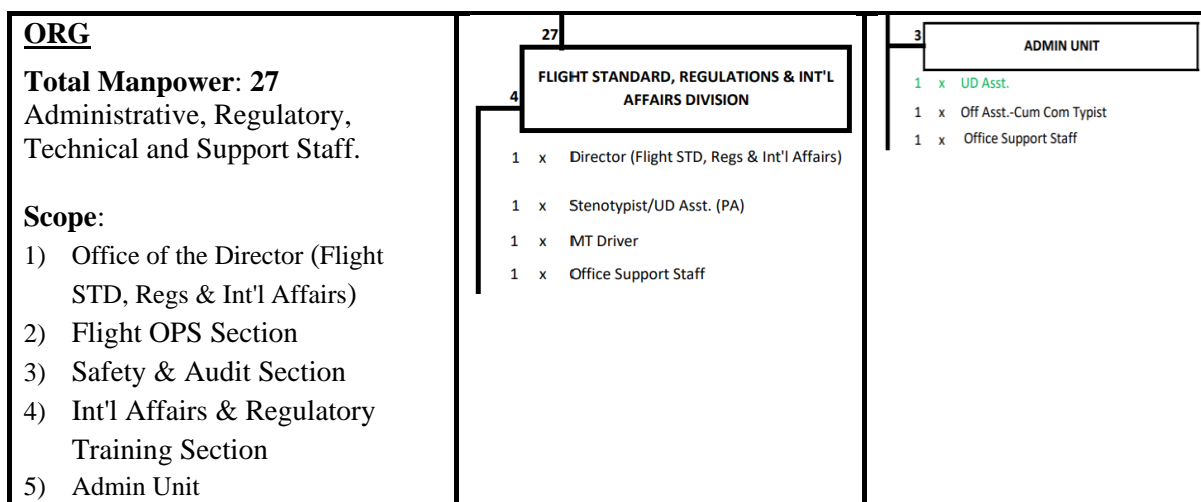 ORG
Total Manpower: 27
Administrative, Regulatory,
Technical and Support Staff.
Scope:
1) Office of the Director (Flight
STD, Regs & Int'l Affairs)
2) Flight OPS Section
3) Safety & Audit Section
4) Int'l Affairs & Regulatory
Training Section
5) Admin Unit
27
FLIGHT STANDARD, REGULATIONS & INT'L
4
AFFAIRS DIVISION
1 x Director (Flight STD, Regs & Int'l Affairs)
1 x Stenotypist/UD Asst. (PA)
1 x MT Driver
1 x Office Support Staff
3
ADMIN UNIT
1 x UD Asst.
1 x Off Asst.-Cum Com Typist
1 x Office Support Staff